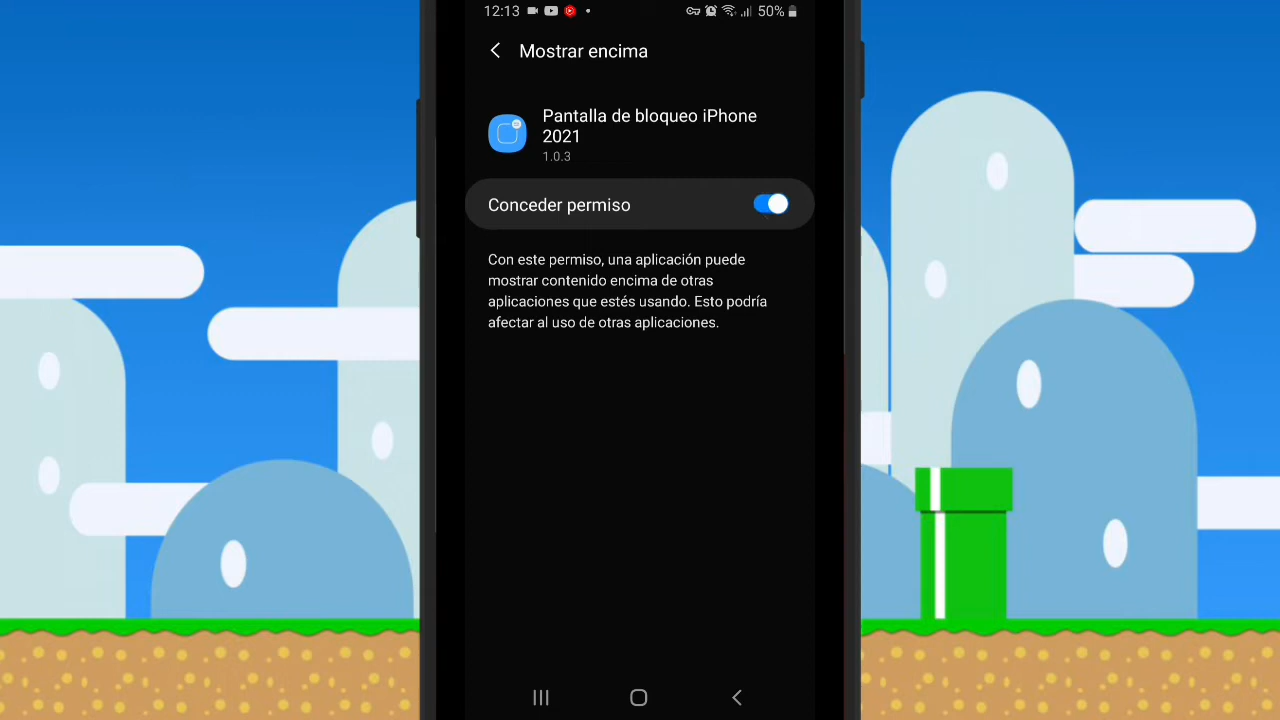 12:13
50%
Mostrar encima
Pantalla de bloqueo iPhone
2021
1.0.3
Conceder permiso
Con este permiso, una aplicación puede
mostrar contenido encima de otras
aplicaciones que estés usando. Esto podría
afectar al uso de otras aplicaciones.